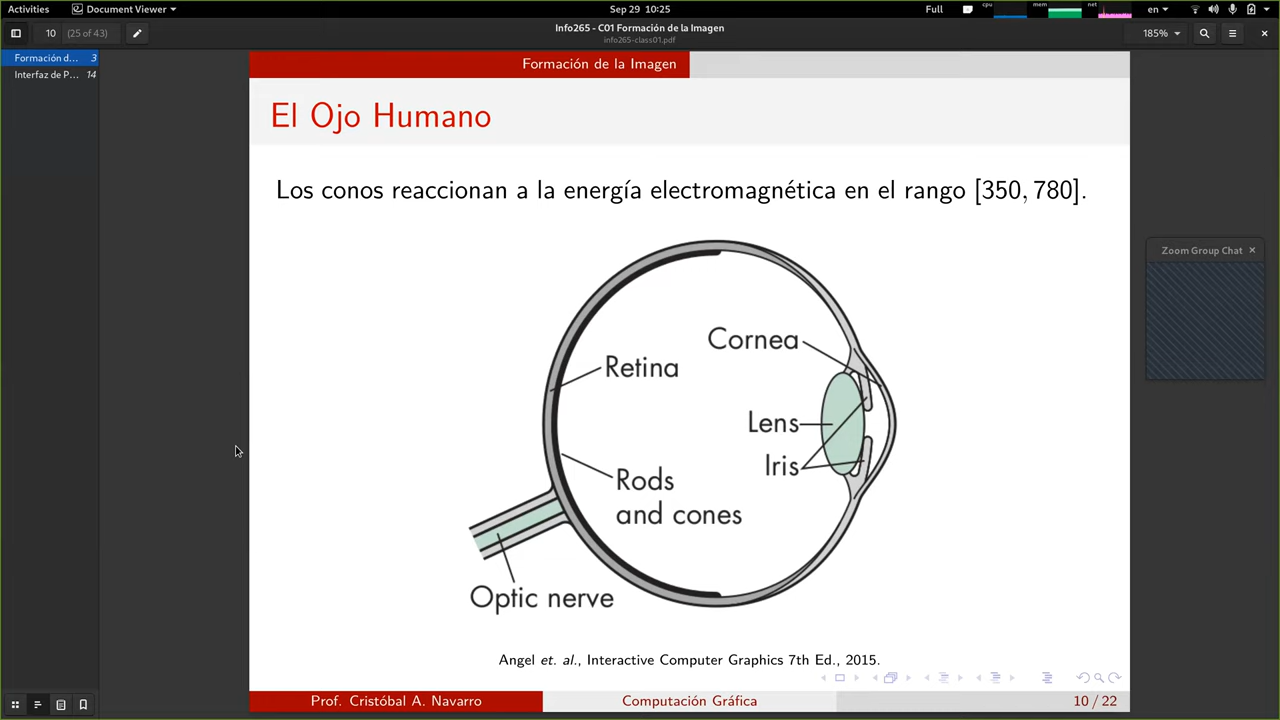 Activities
Document Viewer
Sep 29 10:25
Full
cpu
mem
net
en
10
(25 of 43)
Info265 - C01 Formación de la Imagen
info265-class01.pdf
185%
Formación d... 3
Interfaz de P... 14
Formación de la Imagen
El Ojo Humano
Los conos reaccionan a la energía electromagnética en el rango [350, 780].
Cornea
Retina
Lens
Iris
Rods
and cones
Optic nerve
Angel et. al., Interactive Computer Graphics 7th Ed., 2015.
Zoom Group Chat
Prof. Cristóbal A. Navarro
Computación Gráfica
10 / 22